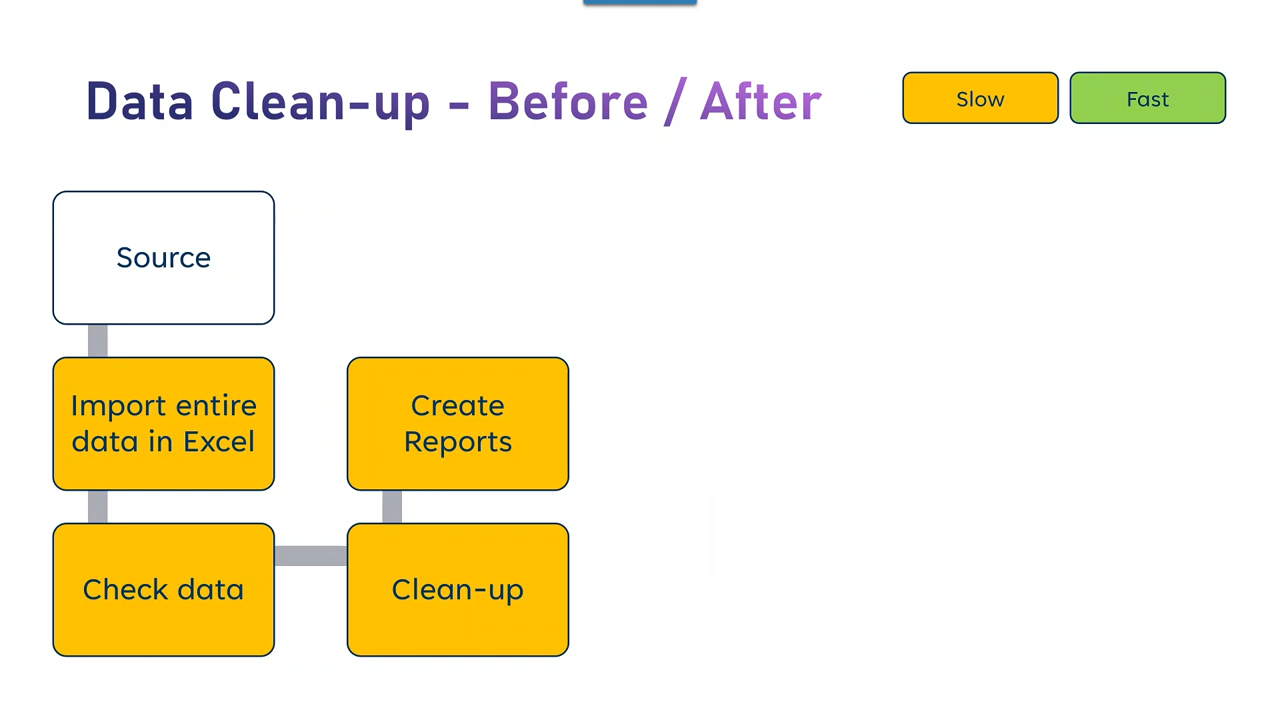 Data Clean-up - Before / After
Slow
Fast
Source
Import entire
data in Excel
Create
Reports
Check data
Clean-up